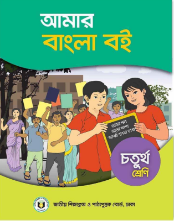 আমার
বাংলা বই
চতুর্থ
শ্রেণি
জাতীয় শিক্ষাক্রম ও পাঠ্যপুস্তক বোর্ড, ঢাকা